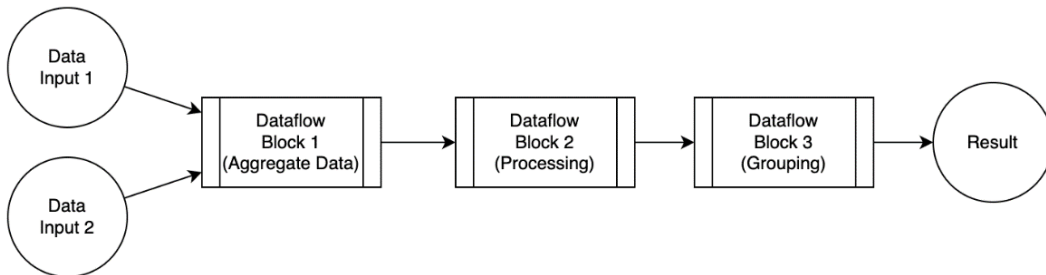 Data
Input 1
Data
Input 2
Dataflow
Block 1
(Aggregate Data)
Dataflow
Block 2
(Processing)
Dataflow
Block 3
(Grouping)
Result